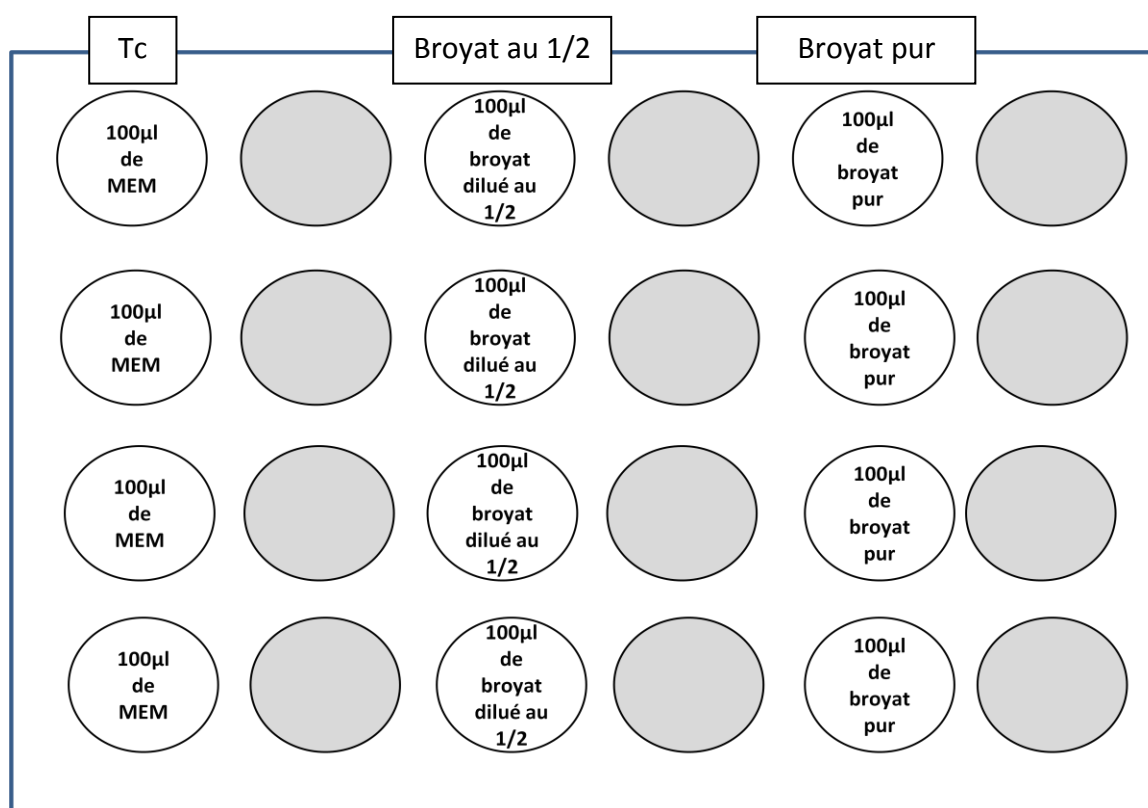 Tc
Broyat au 1/2
Broyat pur
100µl
de
MEM
100µl
de
broyat
dilué au
1/2
100µl
de
broyat
pur
100µl
de
MEM
100µl
de
broyat
dilué au
1/2
100µl
de
broyat
pur
100µl
de
MEM
100µl
de
broyat
dilué au
1/2
100µl
de
broyat
pur
100µl
de
MEM
100µl
de
broyat
dilué au
1/2
100µl
de
broyat
pur